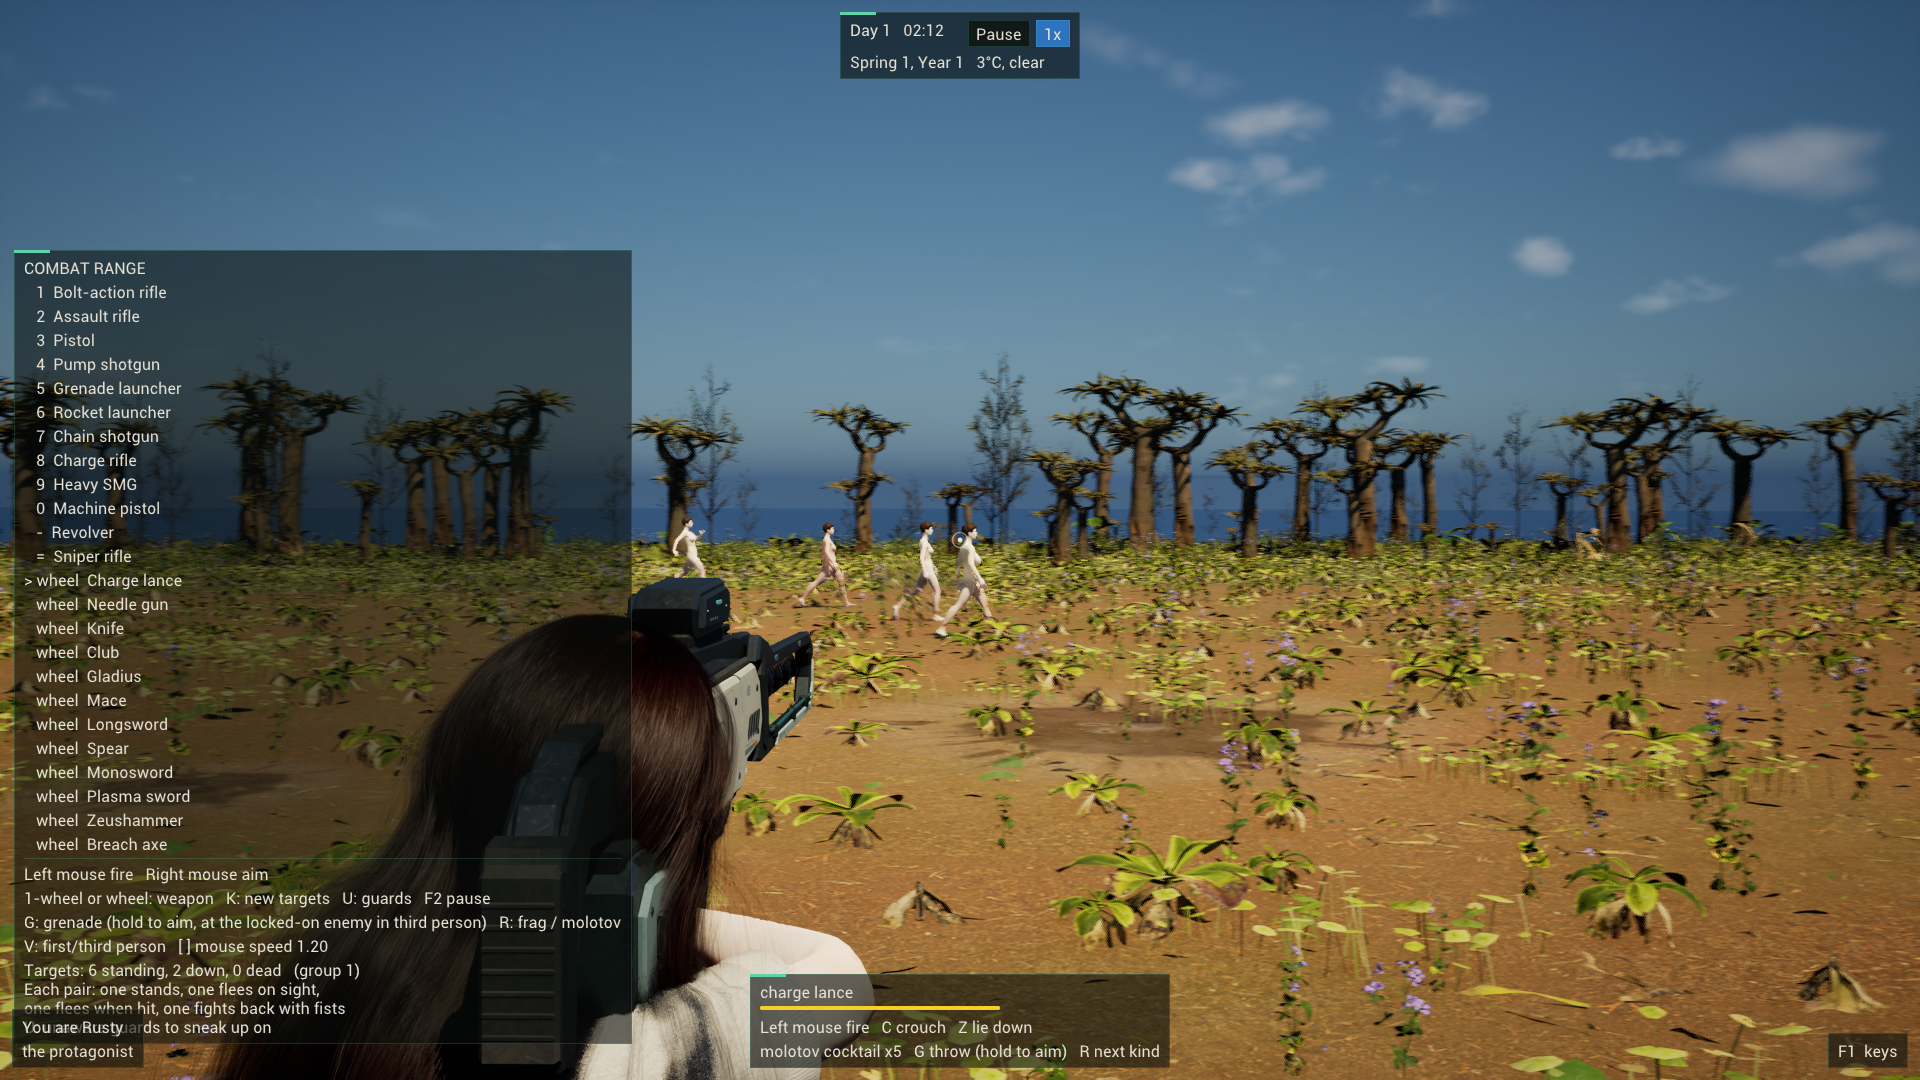 Day 1 02:12 Pause 1x
Spring 1, Year 1 3°C, clear
COMBAT RANGE
1 Bolt-action rifle
2 Assault rifle
3 Pistol
4 Pump shotgun
5 Grenade launcher
6 Rocket launcher
7 Chain shotgun
8 Charge rifle
9 Heavy SMG
0 Machine pistol
- Revolver
= Sniper rifle
> wheel Charge lance
wheel Needle gun
wheel Knife
wheel Club
wheel Gladius
wheel Mace
wheel Longsword
wheel Spear
wheel Monosword
wheel Plasma sword
wheel Zeushammer
wheel Breach axe
Left mouse fire Right mouse aim
1-wheel or wheel: weapon K: new targets U: guards F2 pause
G: grenade (hold to aim, at the locked-on enemy in third person) R: frag / molotov
V: first/third person [ ] mouse speed 1.20
Targets: 6 standing, 2 down, 0 dead (group 1)
Each pair: one stands, one flees on sight,
one flees when hit, one fights back with fists
to sneak up on
You are Rusty
the protagonist
charge lance
Left mouse fire C crouch Z lie down
molotov cocktail x5 G throw (hold to aim) R next kind
F1 keys